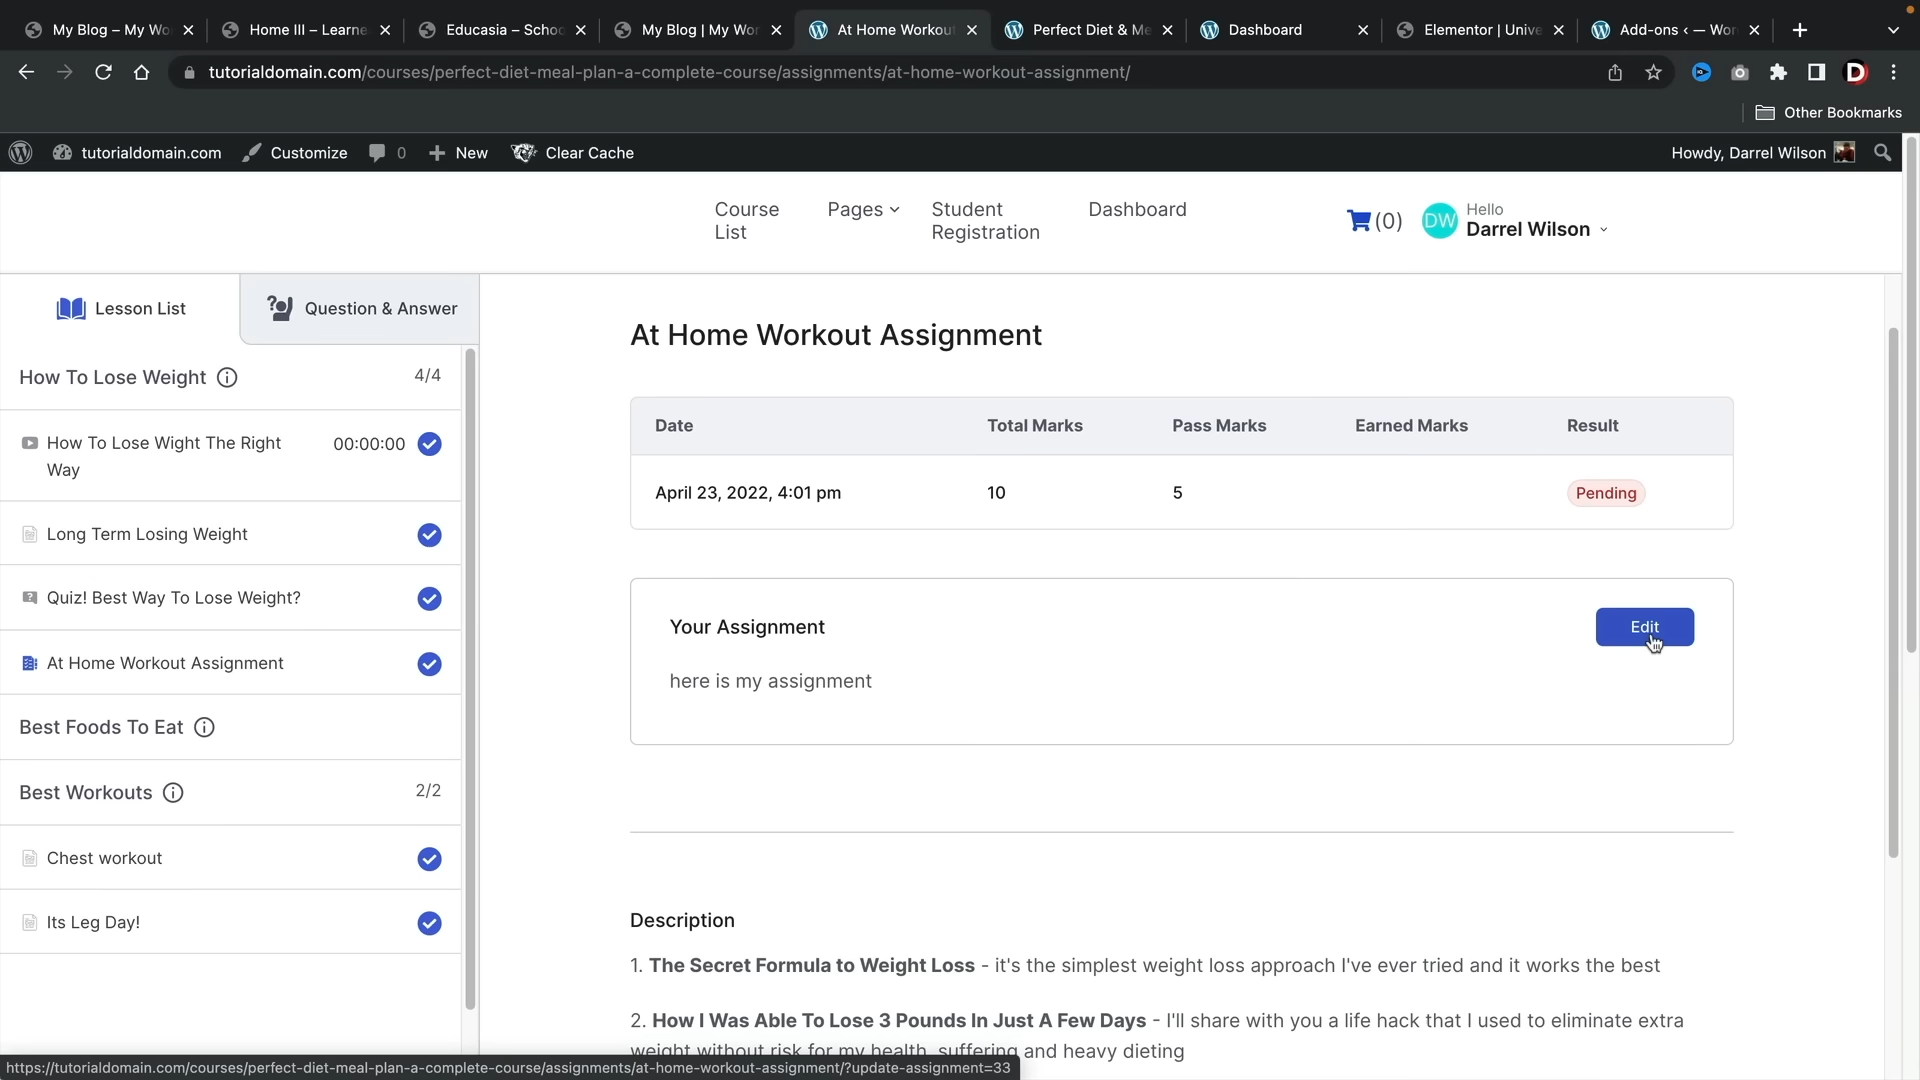 My Blog – My Wo
Home III – Learne
Educasia – Schoo
My Blog | My Wor
At Home Workout
Perfect Diet & Me
Dashboard
Elementor | Unive
Add-ons ‹ — Wor
tutorialdomain.com/courses/perfect-diet-meal-plan-a-complete-course/assignments/at-home-workout-assignment/
Other Bookmarks
tutorialdomain.com
Customize
0
New
Clear Cache
Howdy, Darrel Wilson
Course
List
Pages
Student
Registration
Dashboard
(0)
DW
Hello
Darrel Wilson
Lesson List
Question & Answer
How To Lose Weight
4/4
How To Lose Wight The Right
Way
00:00:00
Long Term Losing Weight
Quiz! Best Way To Lose Weight?
At Home Workout Assignment
Best Foods To Eat
Best Workouts
2/2
Chest workout
Its Leg Day!
At Home Workout Assignment
Date Total Marks Pass Marks Earned Marks Result
April 23, 2022, 4:01 pm 10 5 Pending
Your Assignment
Edit
here is my assignment
Description
1. The Secret Formula to Weight Loss - it's the simplest weight loss approach I've ever tried and it works the best
2. How I Was Able To Lose 3 Pounds In Just A Few Days - I'll share with you a life hack that I used to eliminate extra
weight without risk for my health, suffering and heavy dieting
https://tutorialdomain.com/courses/perfect-diet-meal-plan-a-complete-course/assignments/at-home-workout-assignment/?update-assignment=33